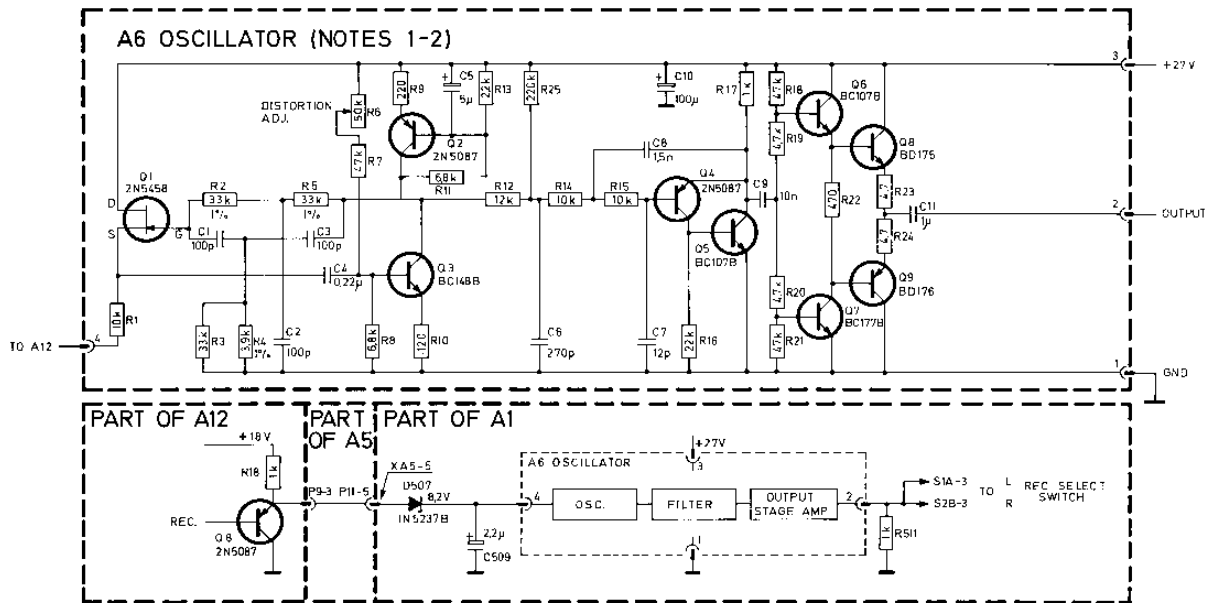 A6 OSCILLATOR (NOTES 1-2)
3
+27V
DISTORTION
ADJ.
50k
R6
47k
R7
220
R9
+
C5
5µ
2,2k
R13
220k
R25
Q2
2N5087
6,8k
R11
+
C10
100µ
R17
1k
47k
R18
4,7k
R19
Q6
BC107B
Q8
BD175
C8
1,5n
Q1
2N5458
D
S
G
R2
33k
1%
R5
33k
1%
C1
100p
C3
100p
R12
12k
R14
10k
R15
10k
Q4
2N5087
C9
10n
470
R22
4,7
R23
C11
1µ
2
OUTPUT
4,7
R24
Q5
BC107B
C4
0,22µ
Q3
BC148B
Q9
BD176
4,7k
R20
Q7
BC177B
47k
R21
10k
R1
TO A12
4
33k
R3
3,9k
R4
1%
C2
100p
6,8k
R8
120
R10
C6
270p
C7
12p
22k
R16
1
GND
PART OF A12
PART
OF A5
PART OF A1
+18V
R18
1k
REC.
Q8
2N5087
P9-3
P11-5
XA5-5
D507
8,2V
1N5237B
+
2,2µ
C509
A6 OSCILLATOR
+27V
3
4
OSC.
FILTER
OUTPUT
STAGE AMP
2
1
1k
R511
S1A-3
S2B-3
TO
L
R
REC SELECT
SWITCH